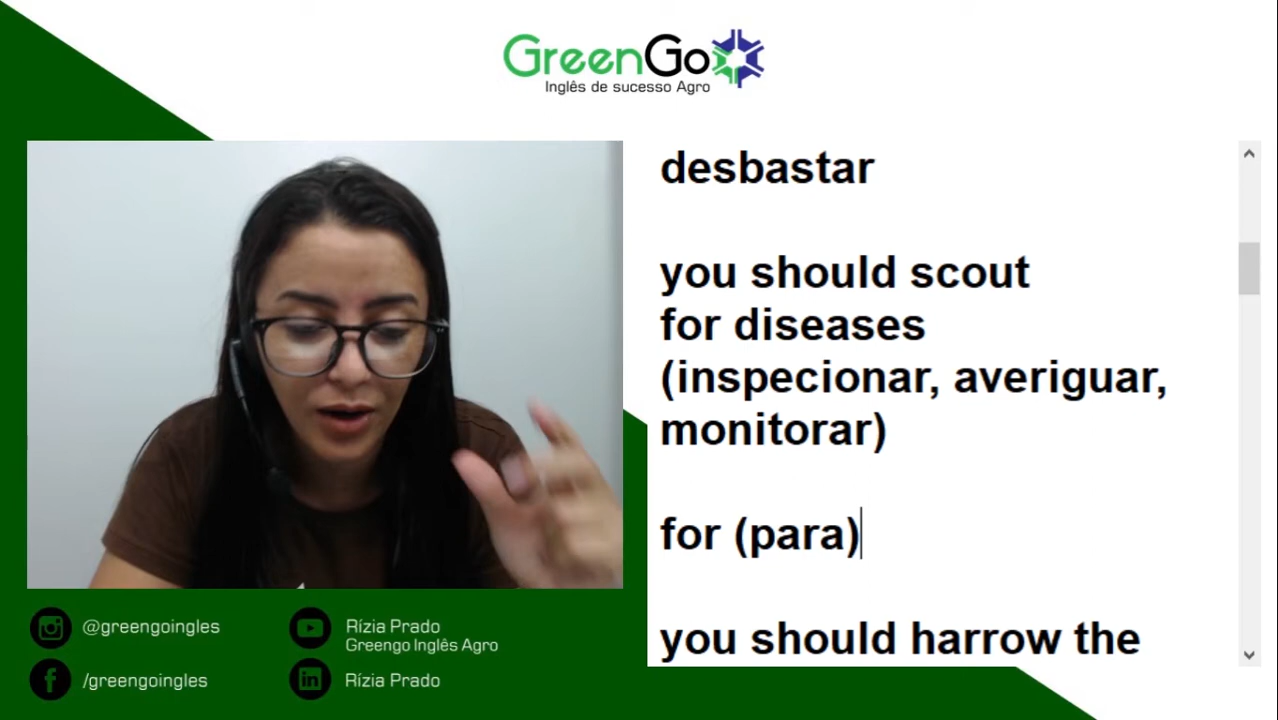 GreenGo
Inglês de sucesso Agro
desbastar
you should scout
for diseases
(inspecionar, averiguar,
monitorar)
for (para)
you should harrow the
@greengoingles
/greengoingles
Rízia Prado
Greengo Inglês Agro
Rízia Prado